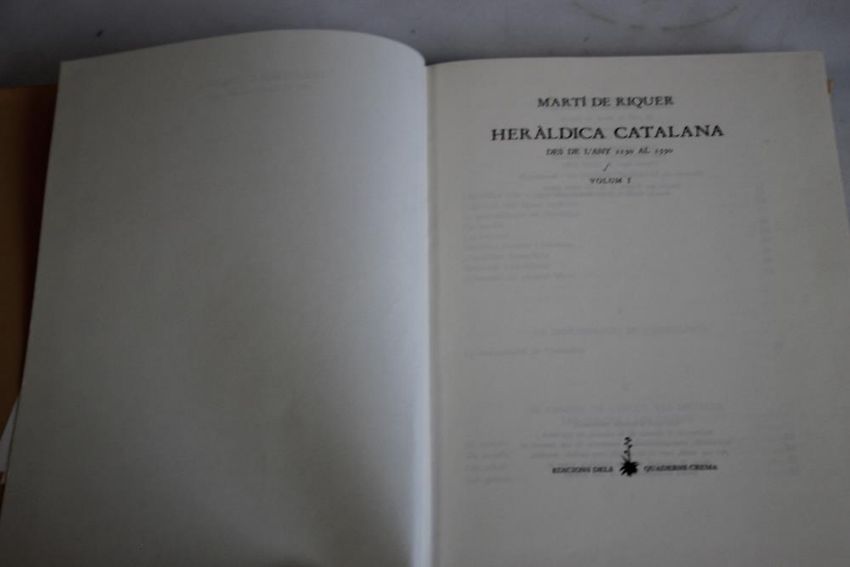 MARTÍ DE RIQUER
HERÀLDICA CATALANA
DES DE L'ANY 1150 AL 1550
VOLUM I
EDICIONS DELS QUADERNS CREMA